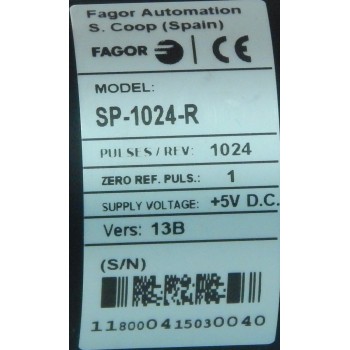 Fagor Automation
S. Coop (Spain)
FAGOR CE
MODEL:
SP-1024-R
PULSES/REV: 1024
ZERO REF. PULS.: 1
SUPPLY VOLTAGE: +5V D.C.
Vers: 13B
(S/N)
118000415030040